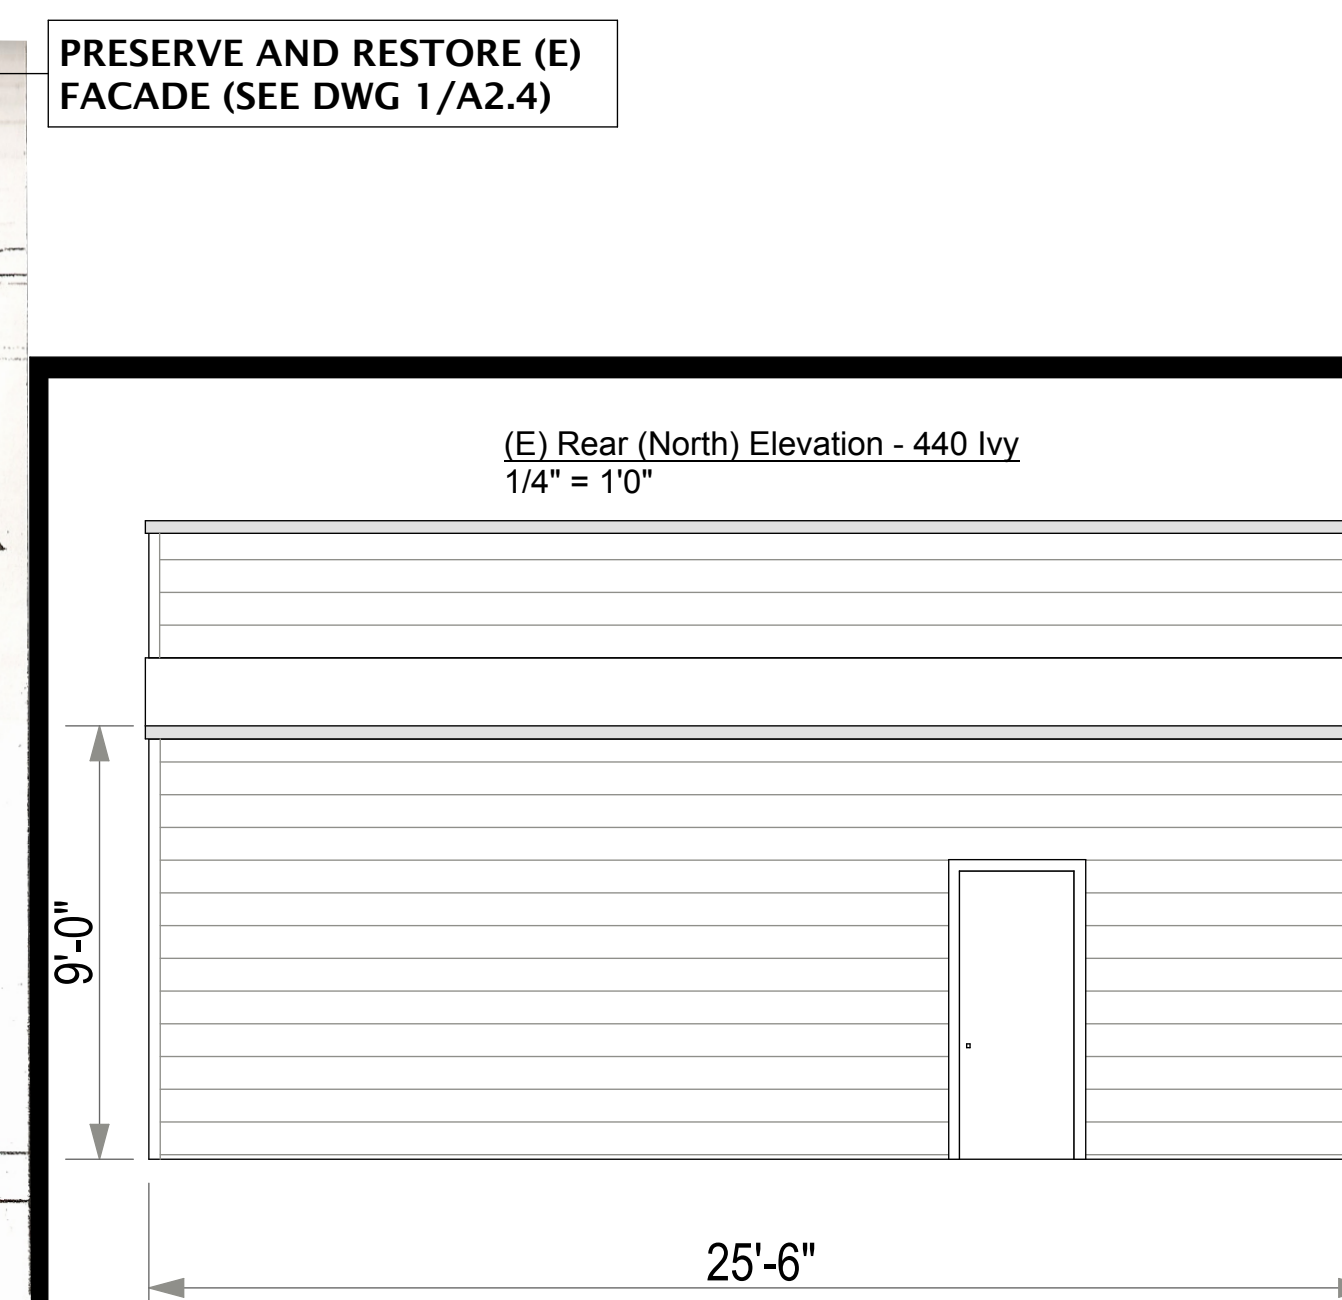 PRESERVE AND RESTORE (E)
FACADE (SEE DWG 1/A2.4)
(E) Rear (North) Elevation - 440 Ivy
1/4" = 1'0"
9'-0"
25'-6"